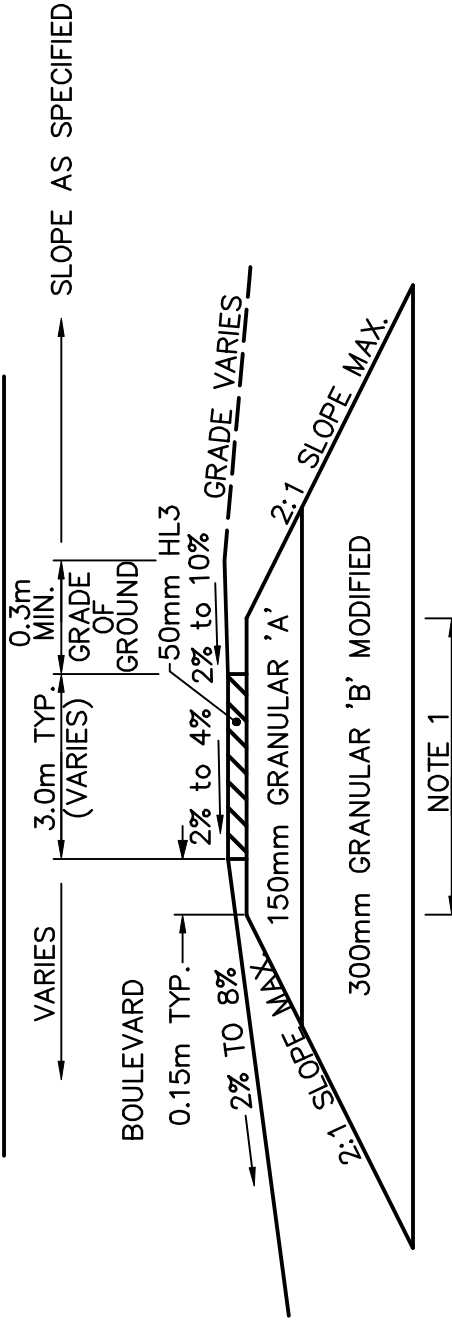 VARIES
3.0m TYP.
(VARIES)
0.3m
MIN.
GRADE
OF
GROUND
SLOPE AS SPECIFIED
BOULEVARD
0.15m TYP.
2% TO 8%
2% to 4%
50mm HL3
2% to 10%
GRADE VARIES
2:1 SLOPE MAX.
150mm GRANULAR 'A'
2:1 SLOPE MAX.
300mm GRANULAR 'B' MODIFIED
NOTE 1